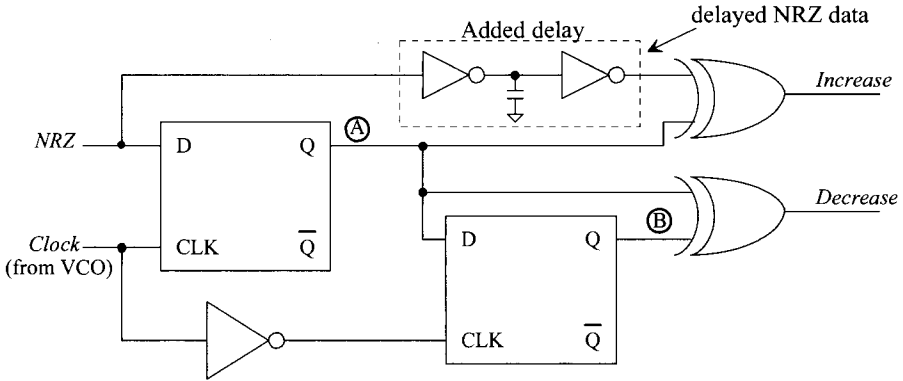 delayed NRZ data
Added delay
Increase
NRZ
D
Q
A
Decrease
Clock
(from VCO)
CLK
Q
D
Q
B
CLK
Q